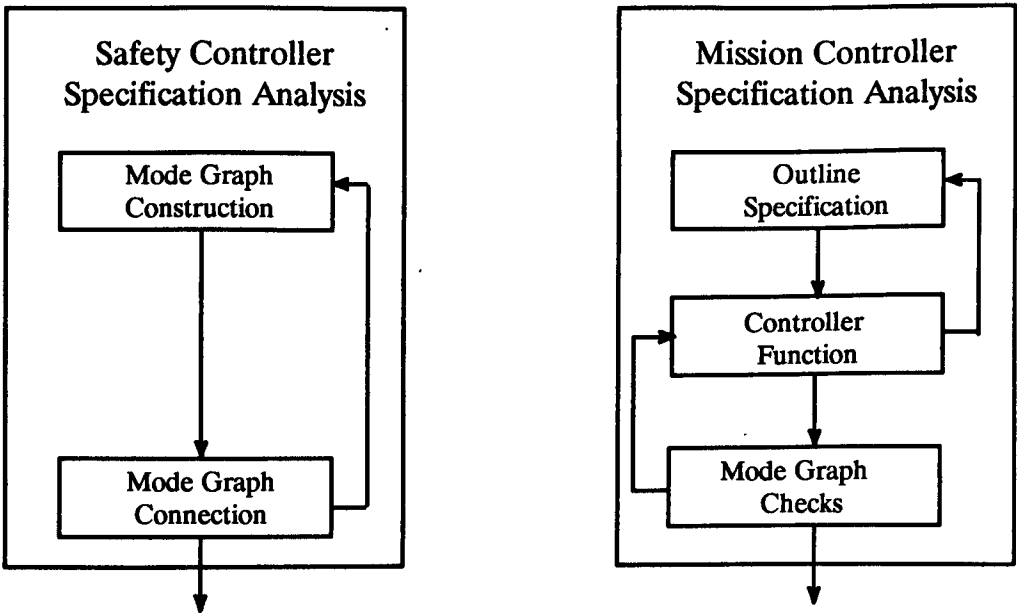 Safety Controller
Specification Analysis
Mode Graph
Construction
Mode Graph
Connection
Mission Controller
Specification Analysis
Outline
Specification
Controller
Function
Mode Graph
Checks